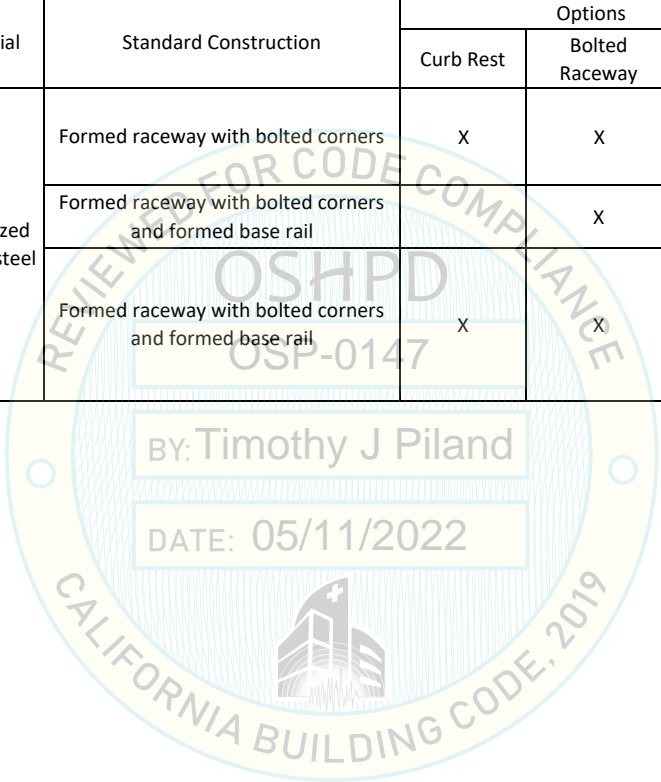 Options
ial
Standard Construction
Curb Rest
Bolted
Raceway
Formed raceway with bolted corners
X
X
zed
steel
Formed raceway with bolted corners
and formed base rail
X
Formed raceway with bolted corners
and formed base rail
X
X
REVIEWED FOR CODE COMPLIANCE
OSHPD
OSP-0147
BY: Timothy J Piland
DATE: 05/11/2022
CALIFORNIA BUILDING CODE, 2019